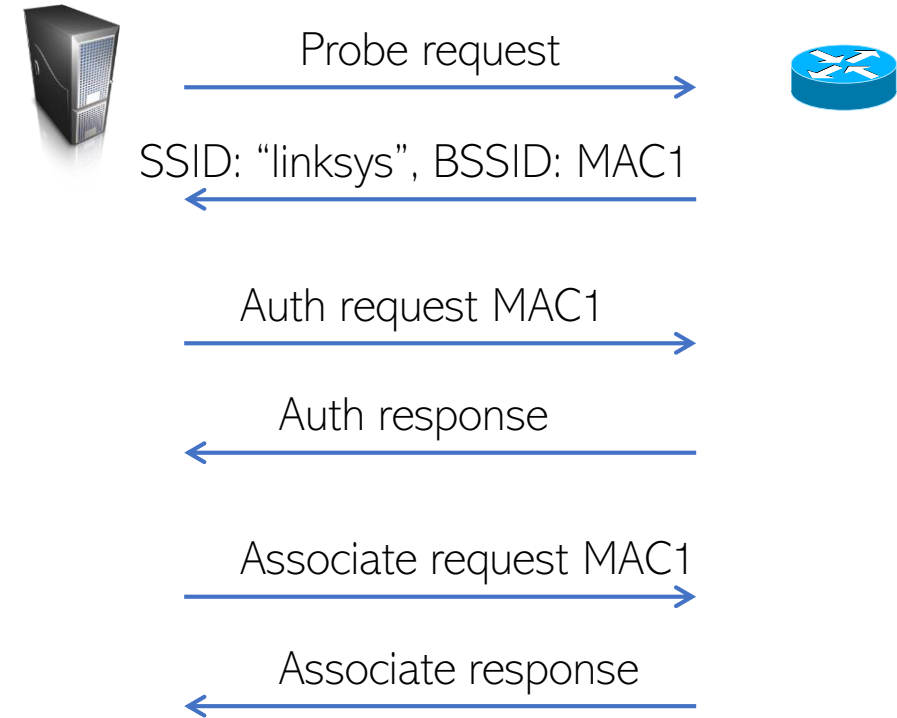 Probe request
SSID: “linksys”, BSSID: MAC1
Auth request MAC1
Auth response
Associate request MAC1
Associate response